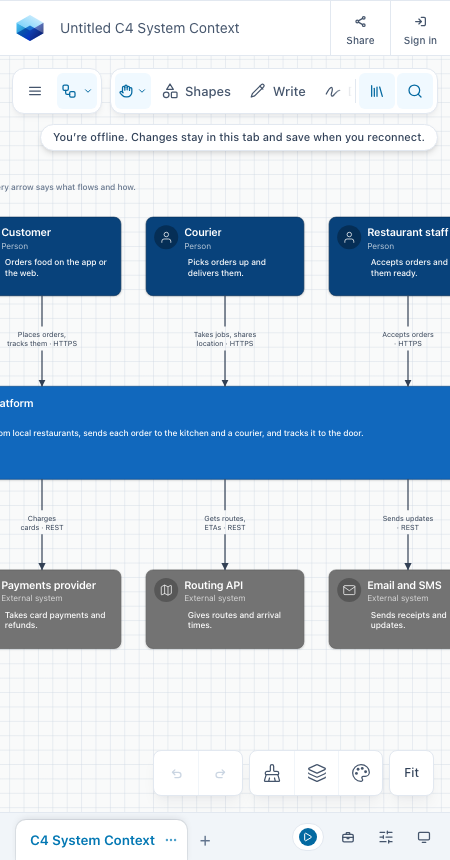 Untitled C4 System Context
Share
Sign in
Shapes
Write
You're offline. Changes stay in this tab and save when you reconnect.
ery arrow says what flows and how.
Customer
Person
Orders food on the app or
the web.
Courier
Person
Picks orders up and
delivers them.
Restaurant staff
Person
Accepts orders and
them ready.
Places orders,
tracks them · HTTPS
Takes jobs, shares
location · HTTPS
Accepts orders
· HTTPS
atform
om local restaurants, sends each order to the kitchen and a courier, and tracks it to the door.
Charges
cards · REST
Gets routes,
ETAs · REST
Sends updates
· REST
Payments provider
External system
Takes card payments and
refunds.
Routing API
External system
Gives routes and arrival
times.
Email and SMS
External system
Sends receipts and
updates.
Fit
C4 System Context